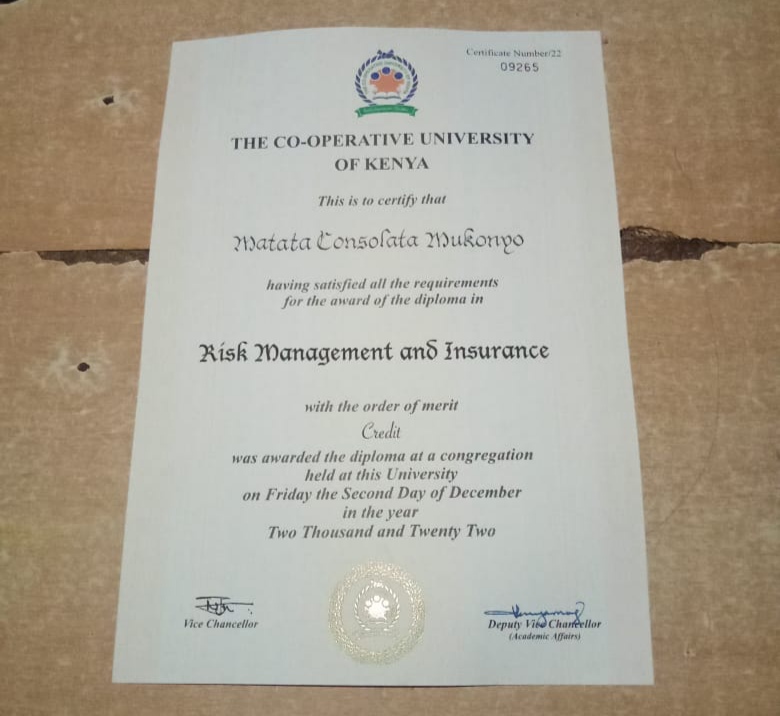 Certificate Number/22
09265
THE CO-OPERATIVE UNIVERSITY
OF KENYA
This is to certify that
Matata Consolata Mukonyo
having satisfied all the requirements
for the award of the diploma in
Risk Management and Insurance
with the order of merit
Credit
was awarded the diploma at a congregation
held at this University
on Friday the Second Day of December
in the year
Two Thousand and Twenty Two
Vice Chancellor
Deputy Vice Chancellor
(Academic Affairs)